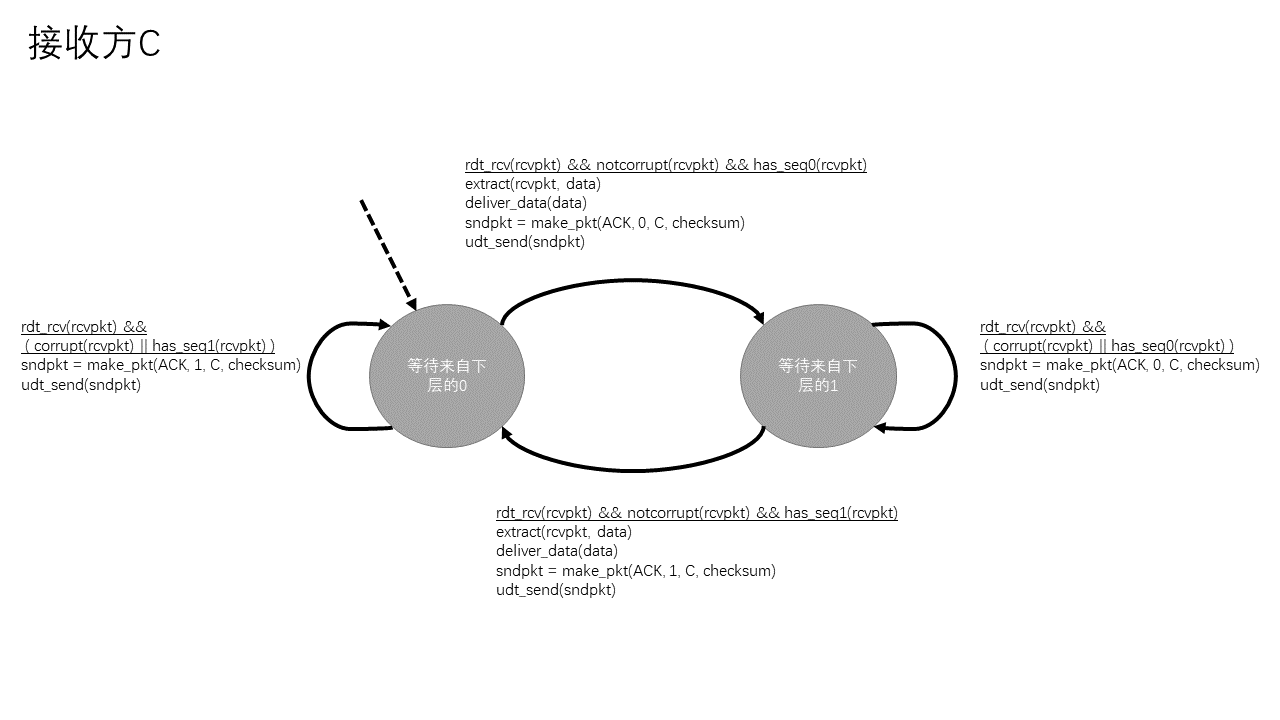 接收方C
rdt_rcv(rcvpkt) && notcorrupt(rcvpkt) && has_seq0(rcvpkt)
extract(rcvpkt, data)
deliver_data(data)
sndpkt = make_pkt(ACK, 0, C, checksum)
udt_send(sndpkt)
rdt_rcv(rcvpkt) &&
( corrupt(rcvpkt) || has_seq1(rcvpkt) )
sndpkt = make_pkt(ACK, 1, C, checksum)
udt_send(sndpkt)
等待来自下
层的0
等待来自下
层的1
rdt_rcv(rcvpkt) &&
( corrupt(rcvpkt) || has_seq0(rcvpkt) )
sndpkt = make_pkt(ACK, 0, C, checksum)
udt_send(sndpkt)
rdt_rcv(rcvpkt) && notcorrupt(rcvpkt) && has_seq1(rcvpkt)
extract(rcvpkt, data)
deliver_data(data)
sndpkt = make_pkt(ACK, 1, C, checksum)
udt_send(sndpkt)